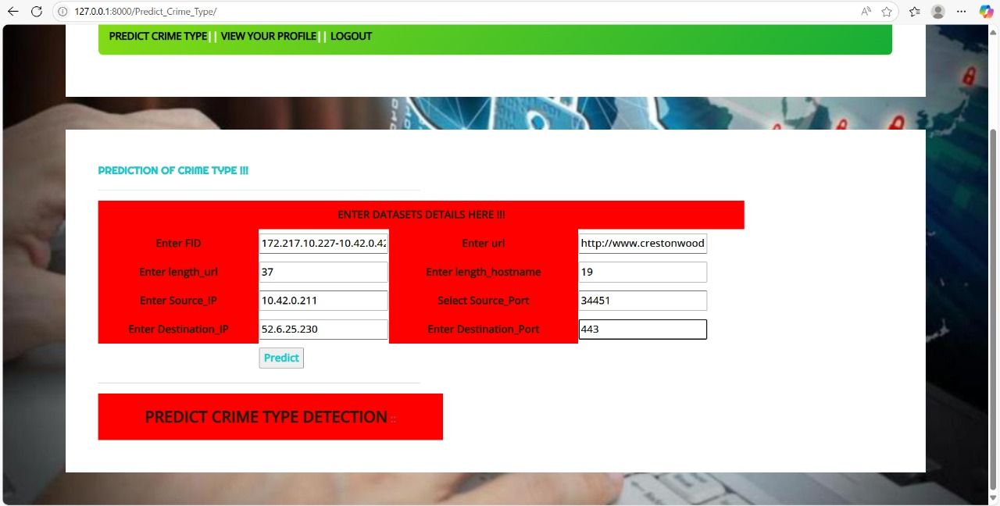 127.0.0.1:8000/Predict_Crime_Type/
PREDICT CRIME TYPE|| VIEW YOUR PROFILE|| LOGOUT
PREDICTION OF CRIME TYPE !!!
ENTER DATASETS DETAILS HERE !!!
Enter FID 172.217.10.227-10.42.0.42 Enter url http://www.crestonwood
Enter length_url 37 Enter length_hostname 19
Enter Source_IP 10.42.0.211 Select Source_Port 34451
Enter Destination_IP 52.6.25.230 Enter Destination_Port 443
Predict
PREDICT CRIME TYPE DETECTION ::